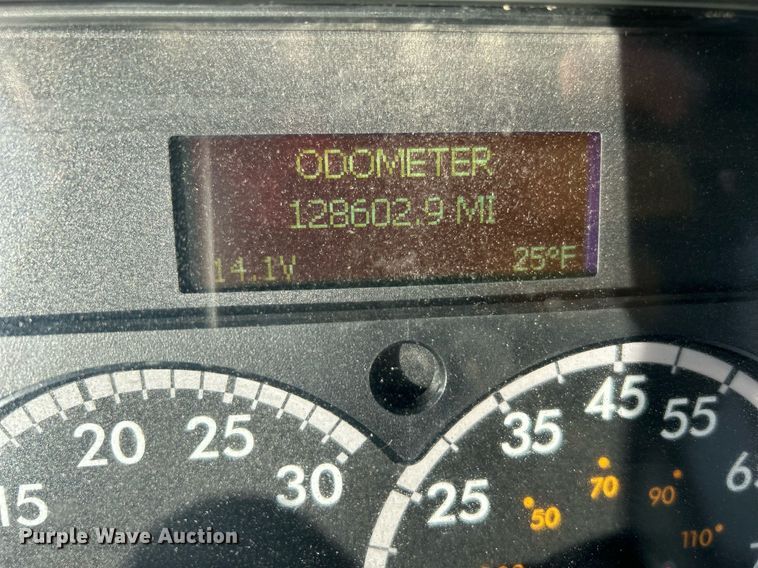 ODOMETER
128602.9 MI
14.1V 25°F
15 20 25 30
25 35 45 55
50 70 90 110
Purple Wave Auction